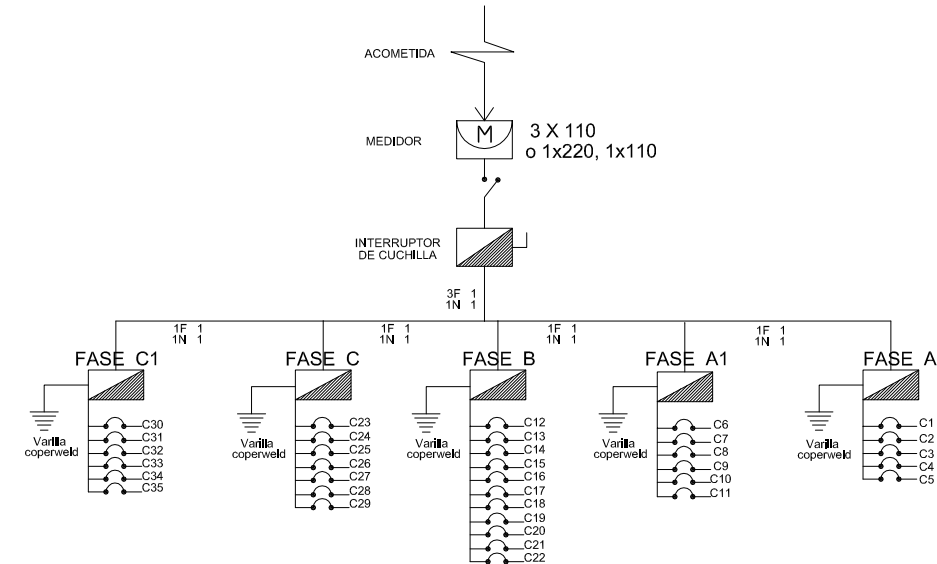 ACOMETIDA
MEDIDOR
M
3 X 110
o 1x220, 1x110
INTERRUPTOR
DE CUCHILLA
3F 1
1N 1
1F 1
1N 1
1F 1
1N 1
1F 1
1N 1
1F 1
1N 1
FASE C1
Varilla
coperweld
C30
C31
C32
C33
C34
C35
FASE C
Varilla
coperweld
C23
C24
C25
C26
C27
C28
C29
FASE B
Varilla
coperweld
C12
C13
C14
C15
C16
C17
C18
C19
C20
C21
C22
FASE A1
Varilla
coperweld
C6
C7
C8
C9
C10
C11
FASE A
Varilla
coperweld
C1
C2
C3
C4
C5